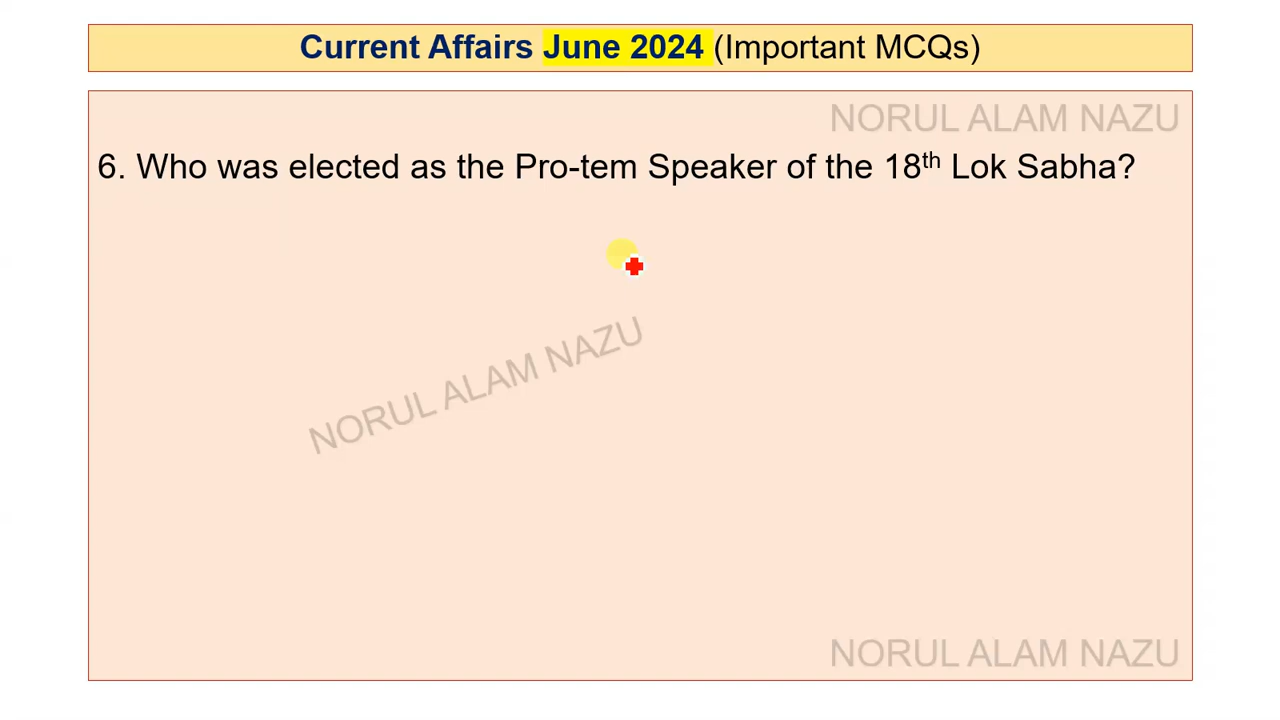 Current Affairs June 2024 (Important MCQs)
NORUL ALAM NAZU
6. Who was elected as the Pro-tem Speaker of the 18th Lok Sabha?
NORUL ALAM NAZU
NORUL ALAM NAZU